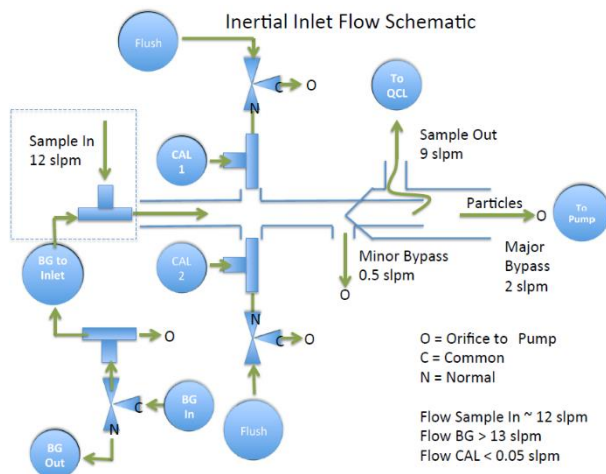 Inertial Inlet Flow Schematic
Flush
C
O
N
To
QCL
Sample In
12 slpm
CAL
1
Sample Out
9 slpm
Particles
O
To
Pump
BG to
Inlet
CAL
2
Minor Bypass
0.5 slpm
Major
Bypass
2 slpm
O
N
C
O
O
O = Orifice to Pump
C = Common
N = Normal
C
BG
In
N
Flush
BG
Out
Flow Sample In ~ 12 slpm
Flow BG > 13 slpm
Flow CAL < 0.05 slpm